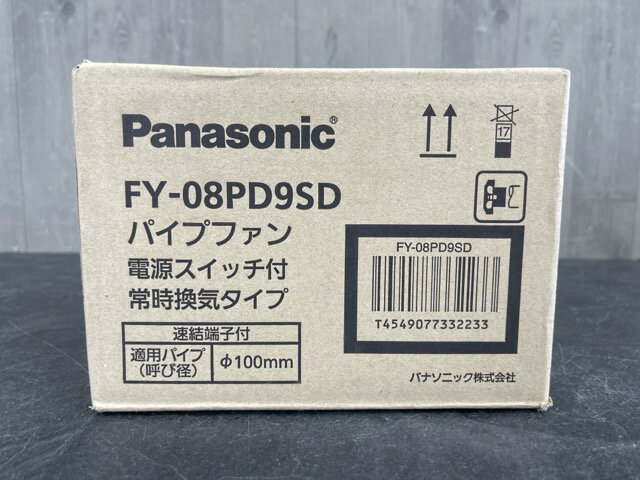 Panasonic®
FY-08PD9SD
パイプファン
電源スイッチ付
常時換気タイプ
速結端子付
適用パイプ
(呼び径)
φ100mm
17
FY-08PD9SD
T4549077332233
パナソニック株式会社